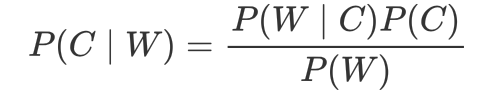 P(C | W) = P(W | C)P(C) / P(W)